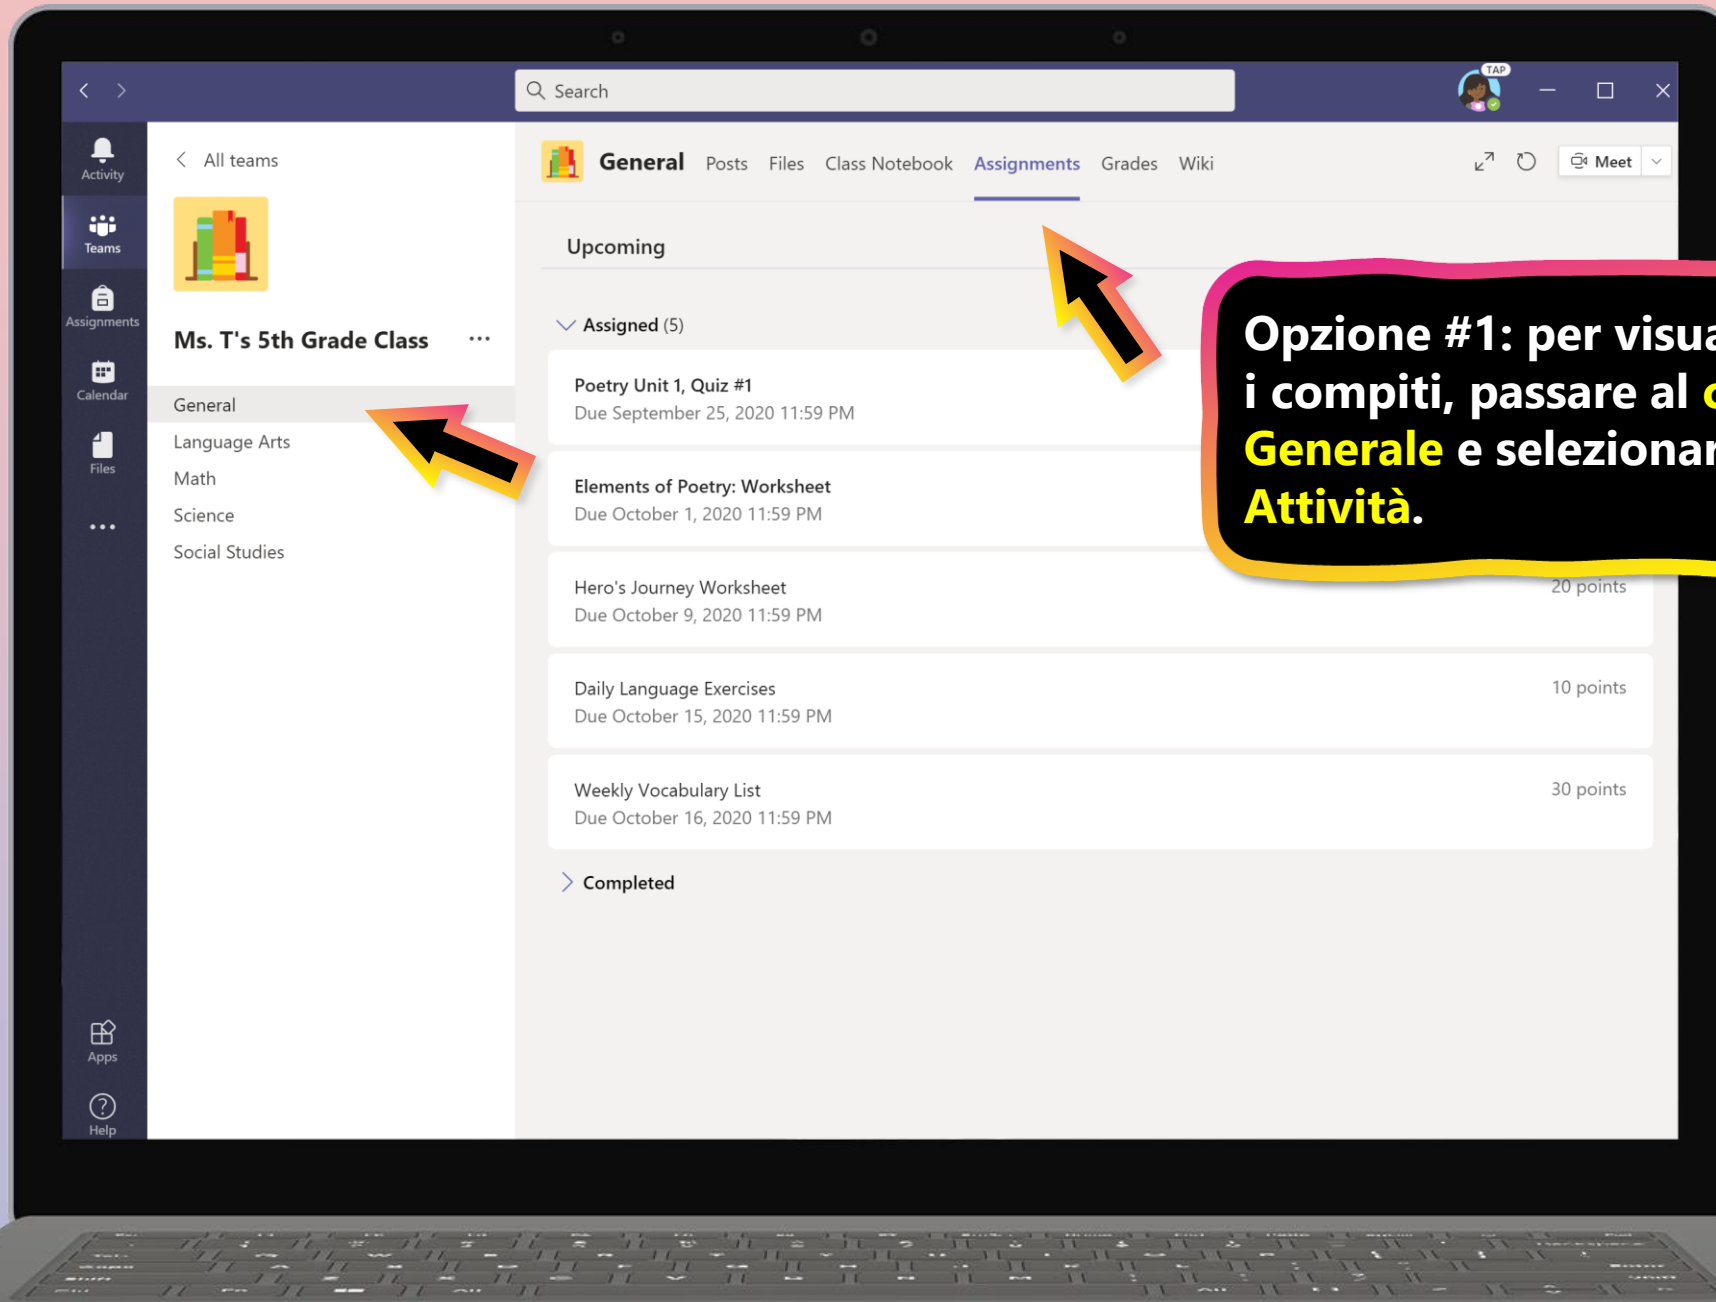 Search
TAP
Activity
Teams
Assignments
Calendar
Files
Apps
Help
All teams
Ms. T's 5th Grade Class
General
Language Arts
Math
Science
Social Studies
General Posts Files Class Notebook Assignments Grades Wiki
Meet
Upcoming
Assigned (5)
Poetry Unit 1, Quiz #1
Due September 25, 2020 11:59 PM
Elements of Poetry: Worksheet
Due October 1, 2020 11:59 PM
Hero's Journey Worksheet
20 points
Due October 9, 2020 11:59 PM
Daily Language Exercises
10 points
Due October 15, 2020 11:59 PM
Weekly Vocabulary List
30 points
Due October 16, 2020 11:59 PM
Completed
Opzione #1: per
i compiti, passare al
Generale e
Attività.